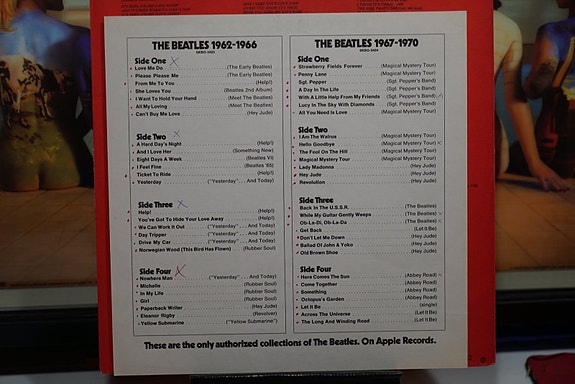 THE BEATLES 1962-1966
SKBO-3403
Side One
Love Me Do (The Early Beatles)
Please Please Me (The Early Beatles)
From Me To You
She Loves You (Beatles 2nd Album)
I Want To Hold Your Hand (Meet The Beatles)
All My Loving (Meet The Beatles)
Can't Buy Me Love (Hey Jude)
Side Two
A Hard Day's Night (Help!)
And I Love Her (Something New)
Eight Days A Week (Beatles VI)
I Feel Fine (Beatles '65)
Ticket To Ride (Help!)
Yesterday ("Yesterday" ... And Today)
Side Three
Help! (Help!)
You've Got To Hide Your Love Away (Help!)
We Can Work It Out ("Yesterday" ... And Today)
Day Tripper ("Yesterday" ... And Today)
Drive My Car ("Yesterday" ... And Today)
Norwegian Wood (This Bird Has Flown) (Rubber Soul)
Side Four
Nowhere Man ("Yesterday" ... And Today)
Michelle (Rubber Soul)
In My Life (Rubber Soul)
Girl (Rubber Soul)
Paperback Writer (Hey Jude)
Eleanor Rigby (Revolver)
Yellow Submarine ("Yellow Submarine")
THE BEATLES 1967-1970
SKBO-3404
Side One
Strawberry Fields Forever (Magical Mystery Tour)
Penny Lane (Magical Mystery Tour)
Sgt. Pepper (Sgt. Pepper's Band)
A Day In The Life (Sgt. Pepper's Band)
With A Little Help From My Friends (Sgt. Pepper's Band)
Lucy In The Sky With Diamonds (Sgt. Pepper's Band)
All You Need Is Love (Magical Mystery Tour)
Side Two
I Am The Walrus (Magical Mystery Tour)
Hello Goodbye (Magical Mystery Tour)
The Fool On The Hill (Magical Mystery Tour)
Magical Mystery Tour (Magical Mystery Tour)
Lady Madonna (Hey Jude)
Hey Jude (Hey Jude)
Revolution (Hey Jude)
Side Three
Back In The U.S.S.R. (The Beatles)
While My Guitar Gently Weeps (The Beatles)
Ob-La-Di, Ob-La-Da (The Beatles)
Get Back (Let It Be)
Don't Let Me Down (Hey Jude)
Ballad Of John & Yoko (Hey Jude)
Old Brown Shoe (Hey Jude)
Side Four
Here Comes The Sun (Abbey Road)
Come Together (Abbey Road)
Something (Abbey Road)
Octopus's Garden (Abbey Road)
Let It Be (single)
Across The Universe (Let It Be)
The Long And Winding Road (Let It Be)
These are the only authorized collections of The Beatles. On Apple Records.